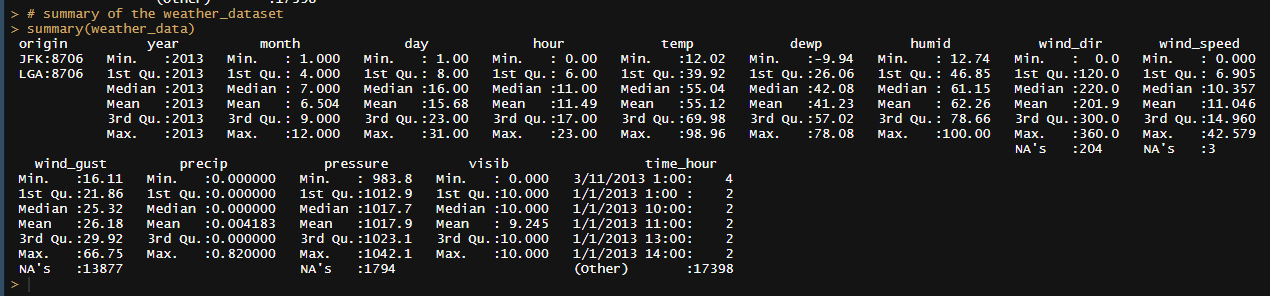 (Other) :17398
> # summary of the weather_dataset
> summary(weather_data)
origin year month day hour temp dewp humid wind_dir wind_speed
JFK:8706 Min. :2013 Min. : 1.000 Min. : 1.00 Min. : 0.00 Min. :12.02 Min. :-9.94 Min. : 12.74 Min. : 0.0 Min. : 0.000
LGA:8706 1st Qu.:2013 1st Qu.: 4.000 1st Qu.: 8.00 1st Qu.: 6.00 1st Qu.:39.92 1st Qu.:26.06 1st Qu.: 46.85 1st Qu.:120.0 1st Qu.: 6.905
Median :2013 Median : 7.000 Median :16.00 Median :11.00 Median :55.04 Median :42.08 Median : 61.15 Median :220.0 Median :10.357
Mean :2013 Mean : 6.504 Mean :15.68 Mean :11.49 Mean :55.12 Mean :41.23 Mean : 62.26 Mean :201.9 Mean :11.046
3rd Qu.:2013 3rd Qu.: 9.000 3rd Qu.:23.00 3rd Qu.:17.00 3rd Qu.:69.98 3rd Qu.:57.02 3rd Qu.: 78.66 3rd Qu.:300.0 3rd Qu.:14.960
Max. :2013 Max. :12.000 Max. :31.00 Max. :23.00 Max. :98.96 Max. :78.08 Max. :100.00 Max. :360.0 Max. :42.579
NA's :204 NA's :3
wind_gust precip pressure visib time_hour
Min. :16.11 Min. :0.000000 Min. : 983.8 Min. : 0.000 3/11/2013 1:00: 4
1st Qu.:21.86 1st Qu.:0.000000 1st Qu.:1012.9 1st Qu.:10.000 1/1/2013 1:00 : 2
Median :25.32 Median :0.000000 Median :1017.7 Median :10.000 1/1/2013 10:00: 2
Mean :26.18 Mean :0.004183 Mean :1017.9 Mean : 9.245 1/1/2013 11:00: 2
3rd Qu.:29.92 3rd Qu.:0.000000 3rd Qu.:1023.1 3rd Qu.:10.000 1/1/2013 13:00: 2
Max. :66.75 Max. :0.820000 Max. :1042.1 Max. :10.000 1/1/2013 14:00: 2
NA's :13877 NA's :1794 (Other) :17398
>